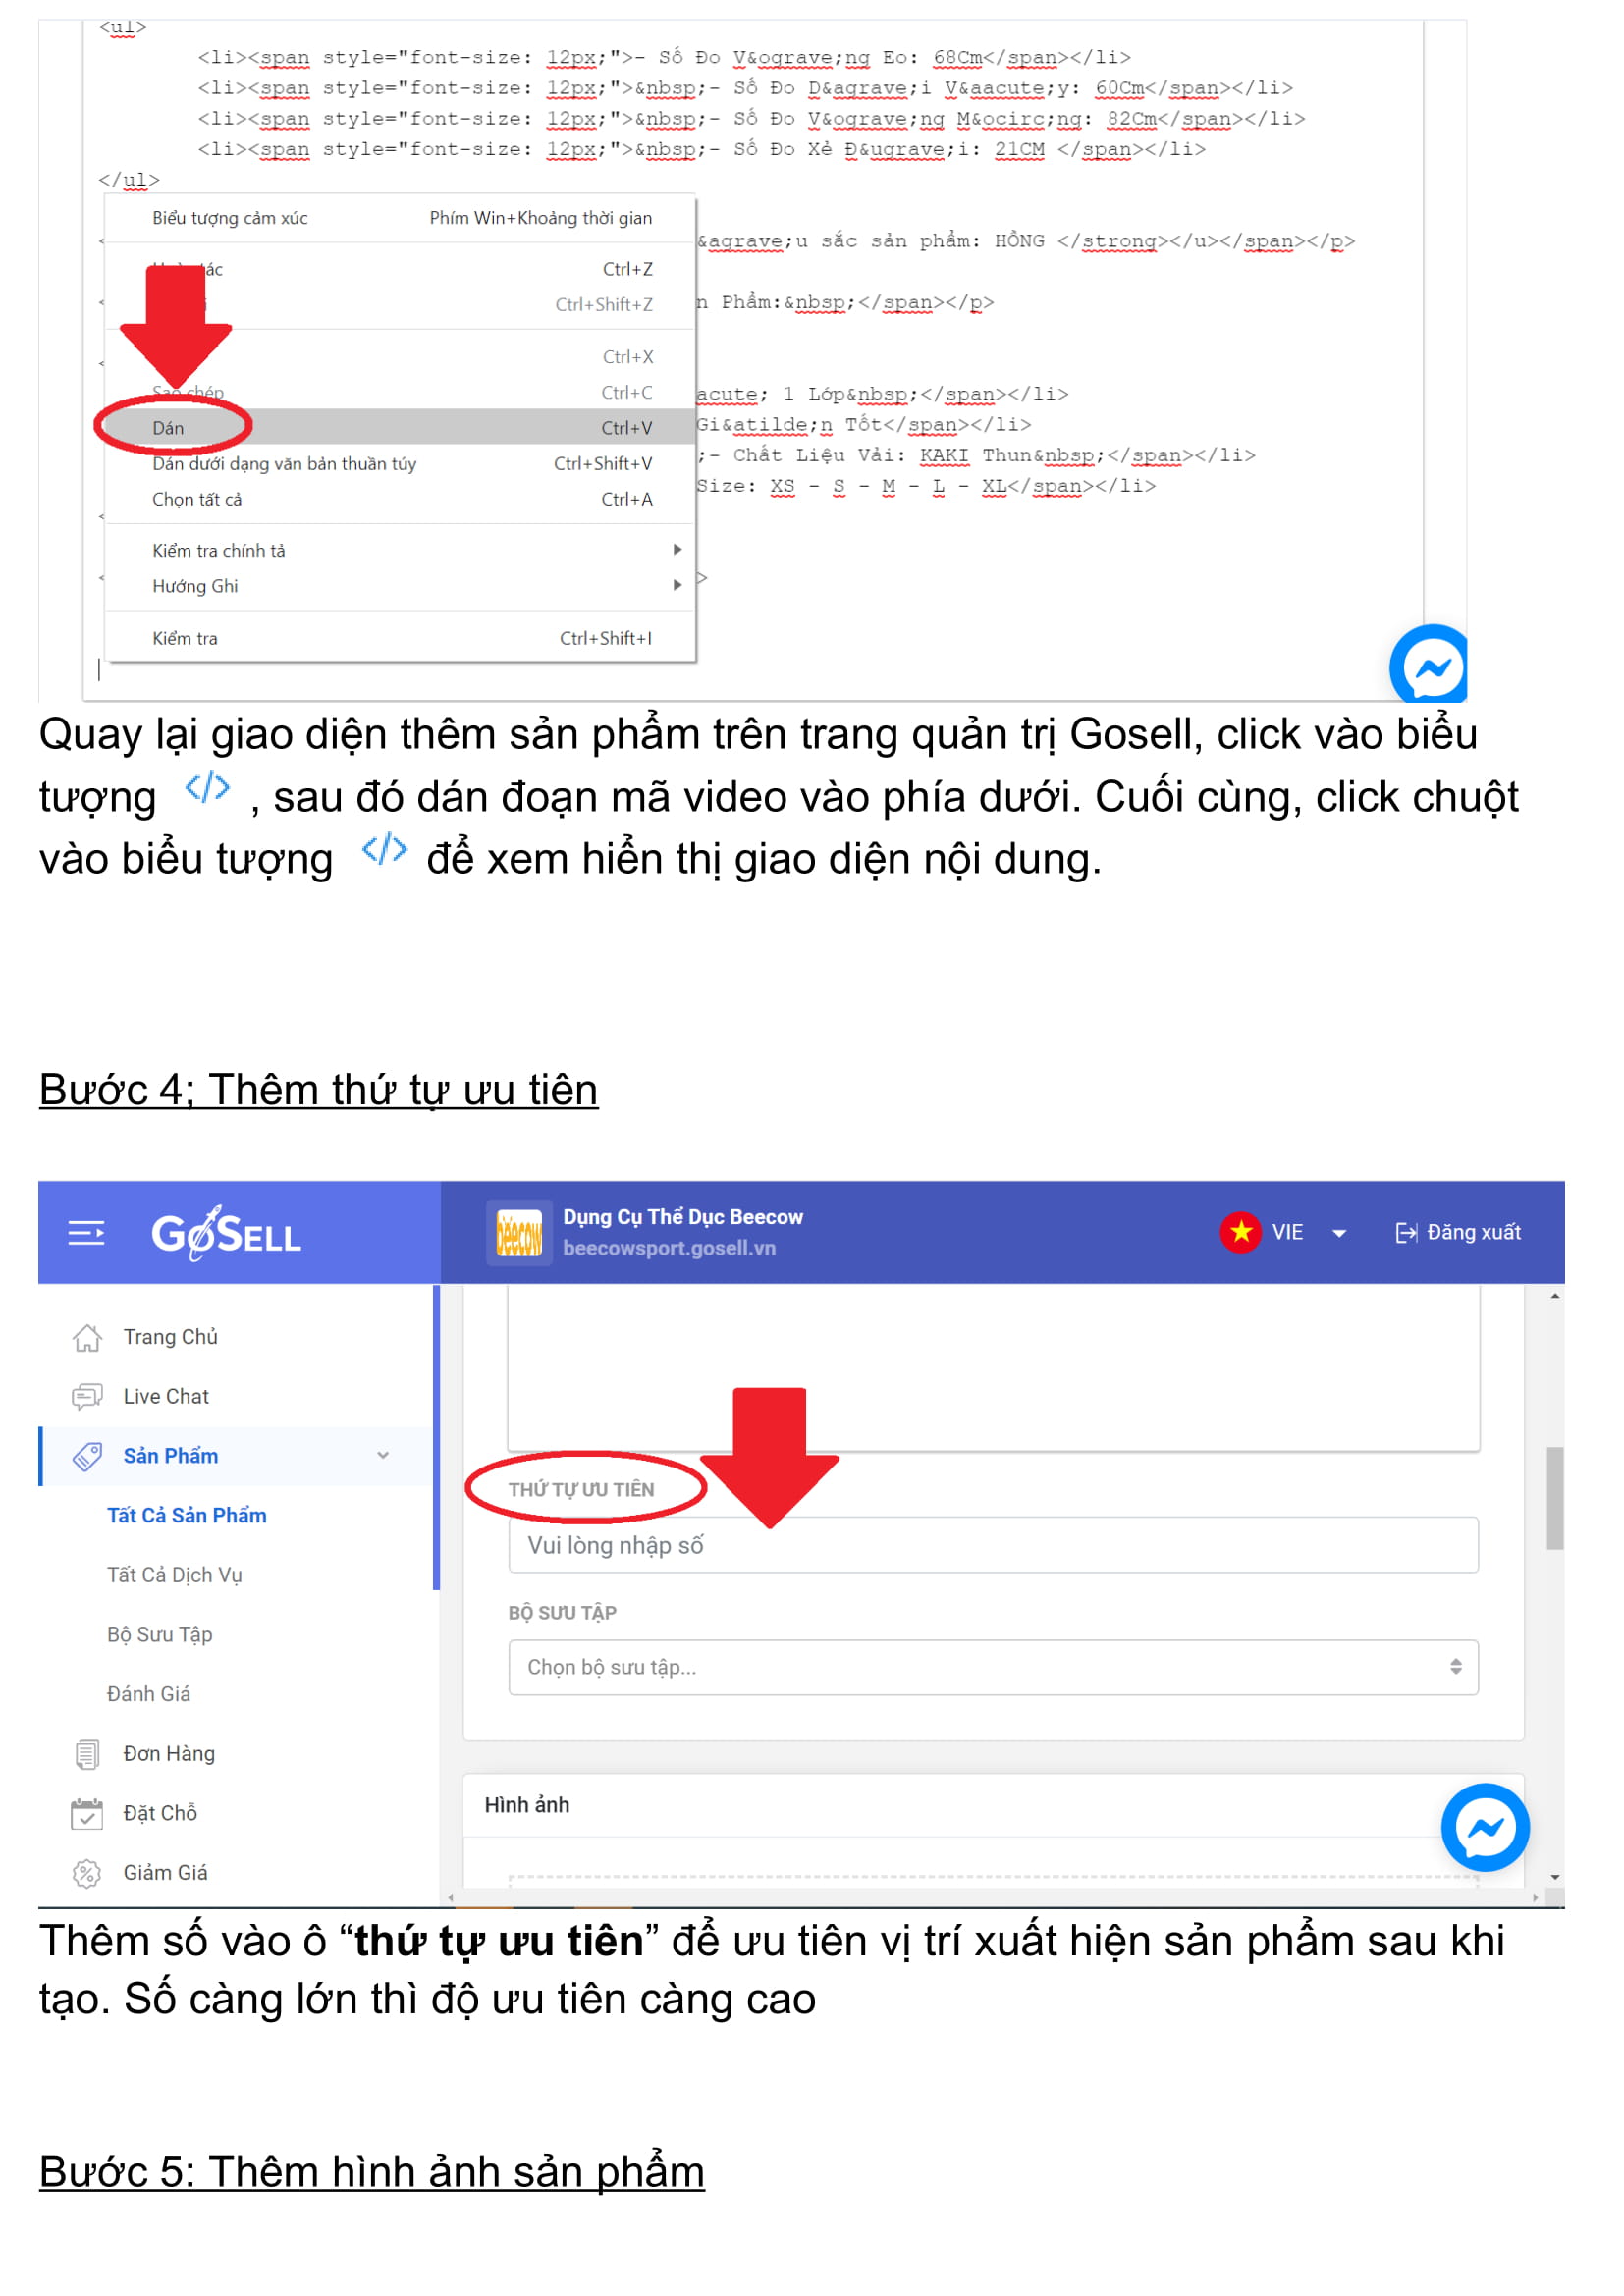 <ul>
<li><span style="font-size: 12px;">- Số Đo V&ograve;ng Eo: 68Cm</span></li>
<li><span style="font-size: 12px;">&nbsp;- Số Đo D&agrave;i V&aacute;y: 60Cm</span></li>
<li><span style="font-size: 12px;">&nbsp;- Số Đo V&ograve;ng M&ocirc;ng: 82Cm</span></li>
<li><span style="font-size: 12px;">&nbsp;- Số Đo Xẻ Đ&ugrave;i: 21CM </span></li>
</ul>
Biểu tượng cảm xúc Phím Win+Khoảng thời gian
&agrave;u sắc sản phẩm: HỒNG </strong></u></span></p>
Ctrl+Z
Ctrl+Shift+Z
n Phẩm:&nbsp;</span></p>
Ctrl+X
Sao chép Ctrl+C
acute; 1 Lớp&nbsp;</span></li>
Dán Ctrl+V
Gi&atilde;n Tốt</span></li>
Dán dưới dạng văn bản thuần túy Ctrl+Shift+V
;- Chất Liệu Vải: KAKI Thun&nbsp;</span></li>
Chọn tất cả Ctrl+A
Size: XS - S - M - L - XL</span></li>
Kiểm tra chính tả
Hướng Ghi
>
Kiểm tra Ctrl+Shift+I
Quay lại giao diện thêm sản phẩm trên trang quản trị Gosell, click vào biểu
tượng </> , sau đó dán đoạn mã video vào phía dưới. Cuối cùng, click chuột
vào biểu tượng </> để xem hiển thị giao diện nội dung.
Bước 4; Thêm thứ tự ưu tiên
GOSELL
beecow
Dụng Cụ Thể Dục Beecow
beecowsport.gosell.vn
VIE
Đăng xuất
Trang Chủ
Live Chat
Sản Phẩm
Tất Cả Sản Phẩm
Tất Cả Dịch Vụ
Bộ Sưu Tập
Đánh Giá
Đơn Hàng
Đặt Chỗ
Giảm Giá
THỨ TỰ ƯU TIÊN
Vui lòng nhập số
BỘ SƯU TẬP
Chọn bộ sưu tập...
Hình ảnh
Thêm số vào ô “thứ tự ưu tiên” để ưu tiên vị trí xuất hiện sản phẩm sau khi
tạo. Số càng lớn thì độ ưu tiên càng cao
Bước 5: Thêm hình ảnh sản phẩm